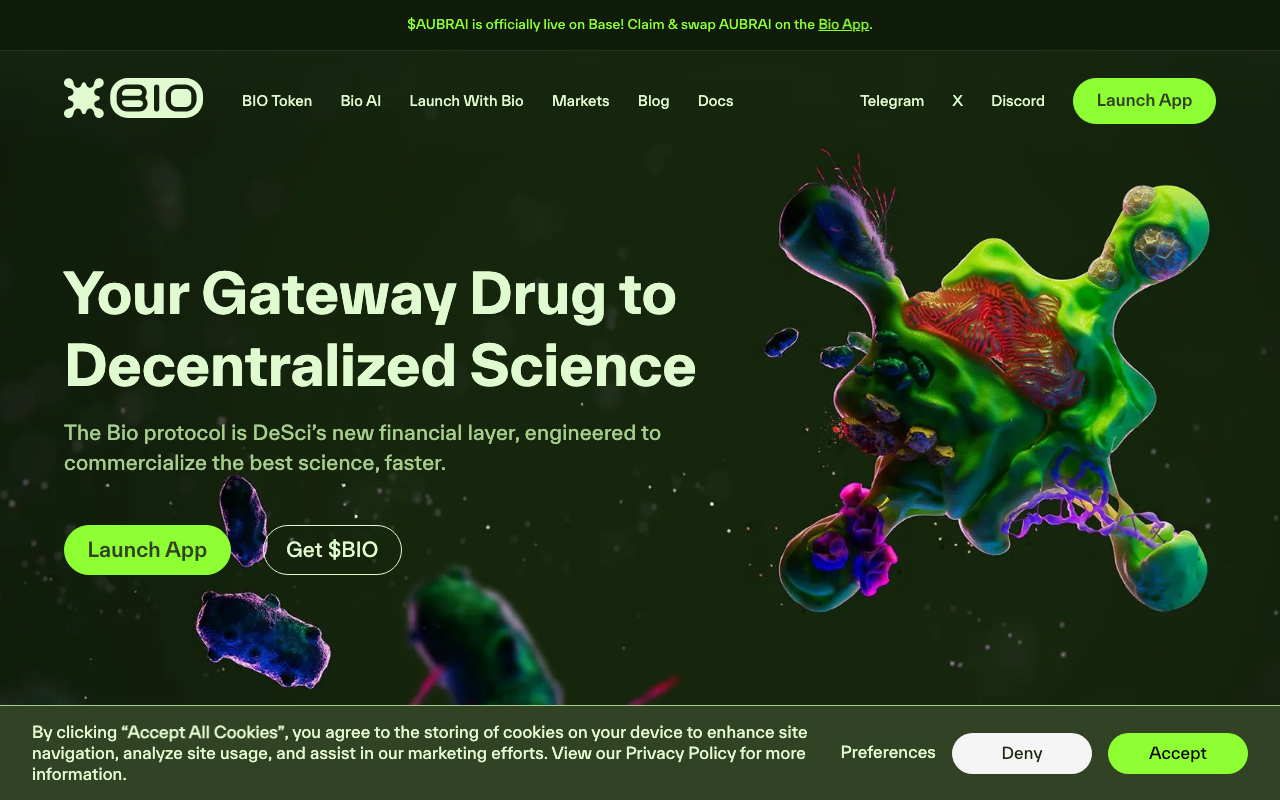 $AUBRAI is officially live on Base! Claim & swap AUBRAI on the Bio App.
BIO
BIO Token
Bio AI
Launch With Bio
Markets
Blog
Docs
Telegram
X
Discord
Launch App
Your Gateway Drug to
Decentralized Science
The Bio protocol is DeSci's new financial layer, engineered to
commercialize the best science, faster.
Launch App
Get $BIO
By clicking “Accept All Cookies”, you agree to the storing of cookies on your device to enhance site
navigation, analyze site usage, and assist in our marketing efforts. View our Privacy Policy for more
information.
Preferences
Deny
Accept